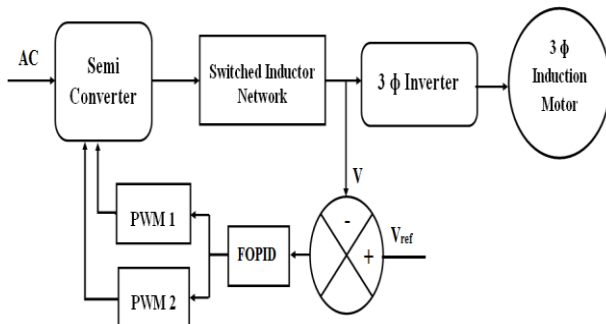 AC
Semi
Converter
Switched Inductor
Network
3 ϕ Inverter
3 ϕ
Induction
Motor
V
-
+
Vref
FOPID
PWM 1
PWM 2